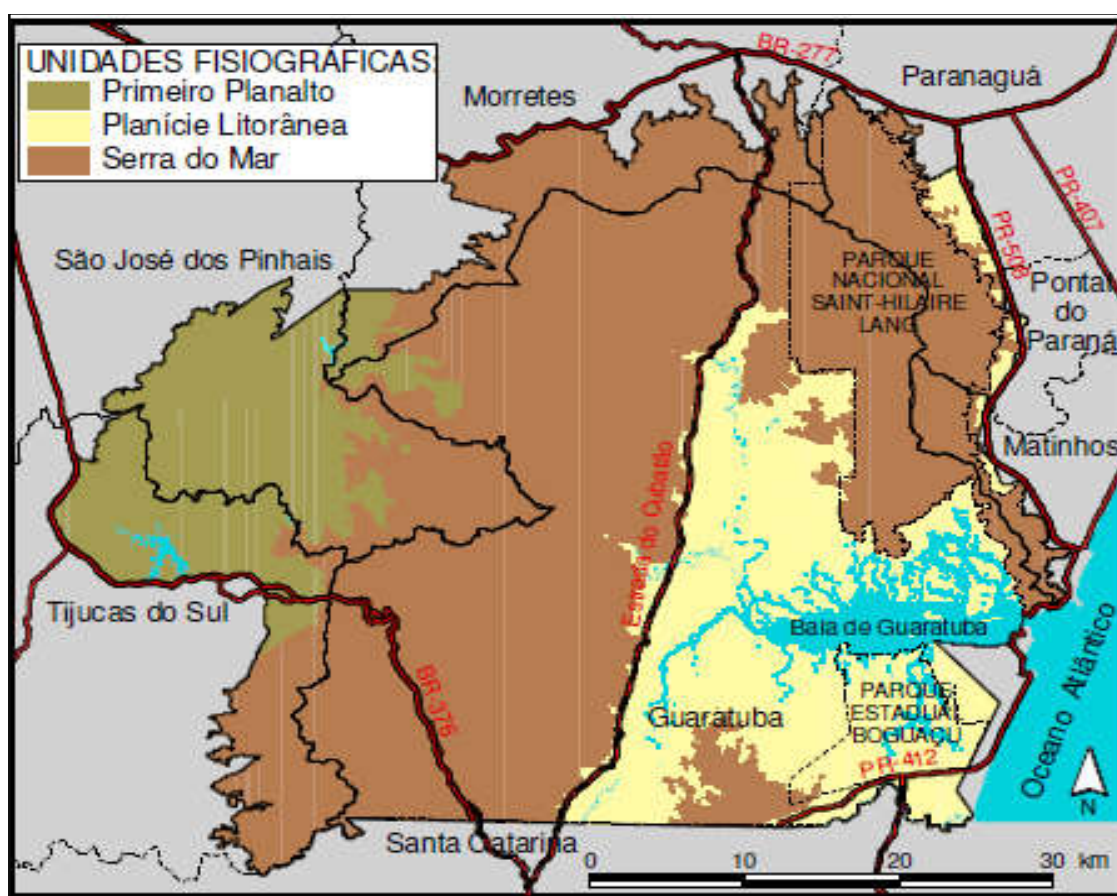 UNIDADES FISIOGRÁFICAS:
Primeiro Planalto
Planície Litorânea
Serra do Mar
BR-277
Paranaguá
Morretes
PR-407
PR-508
São José dos Pinhais
PARQUE
NACIONAL
SAINT-HILAIRE
LANG
Pontal
do
Paraná
Matinhos
Estrada do Cubatão
Tijucas do Sul
Baia de Guaratuba
BR-376
Guaratuba
PARQUE
ESTADUAL
BOGUAÇU
PR-412
Oceano Atlântico
N
Santa Catarina
0 10 20 30 km